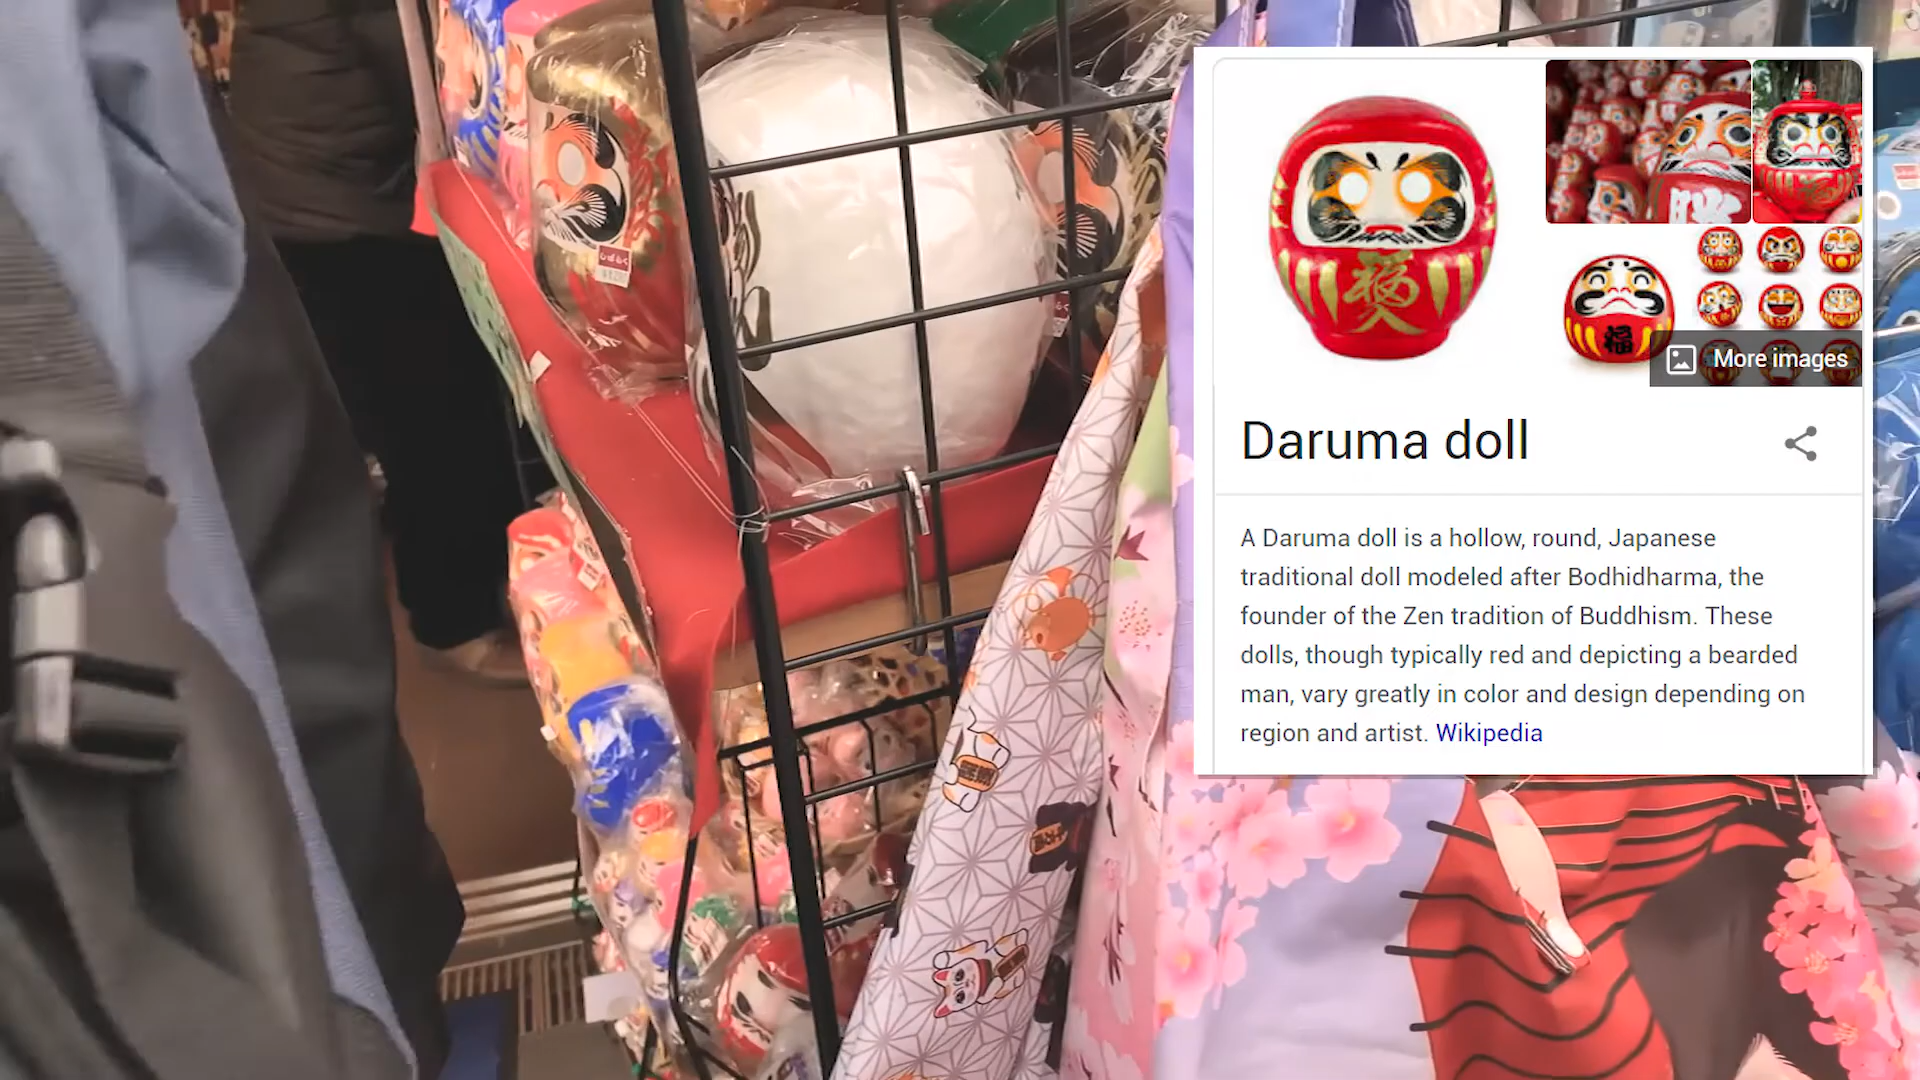 福
More images
Daruma doll
A Daruma doll is a hollow, round, Japanese
traditional doll modeled after Bodhidharma, the
founder of the Zen tradition of Buddhism. These
dolls, though typically red and depicting a bearded
man, vary greatly in color and design depending on
region and artist. Wikipedia